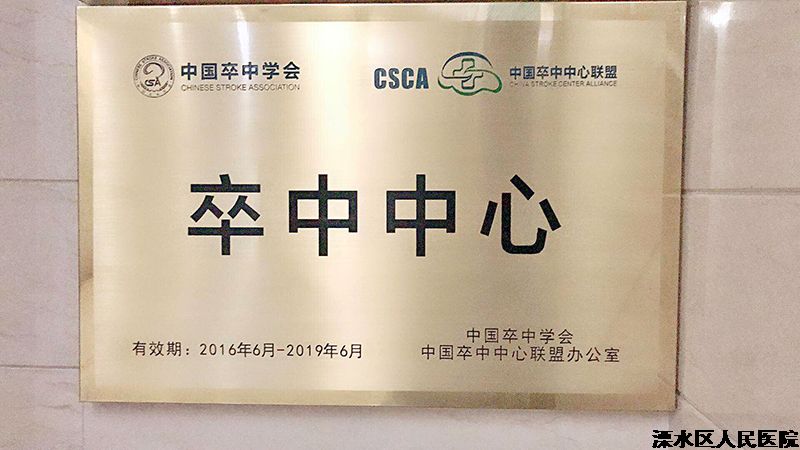 中国卒中学会
CHINESE STROKE ASSOCIATION
CSCA
中国卒中中心联盟
CHINA STROKE CENTER ALLIANCE
卒中中心
有效期：2016年6月-2019年6月
中国卒中学会
中国卒中中心联盟办公室
溧水区人民医院